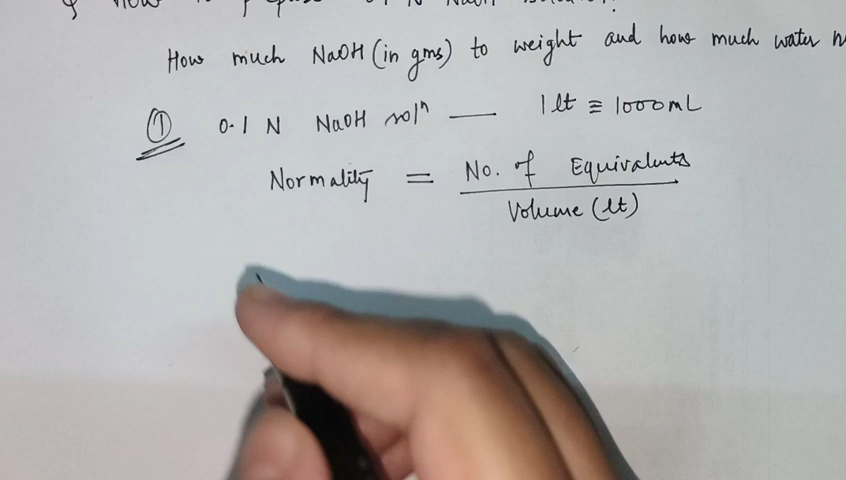 How much NaOH (in gms) to weight and how much water
① 0.1 N NaOH solⁿ — 1 lt ≡ 1000 mL
Normality = No. of Equivalents
Volume (lt)